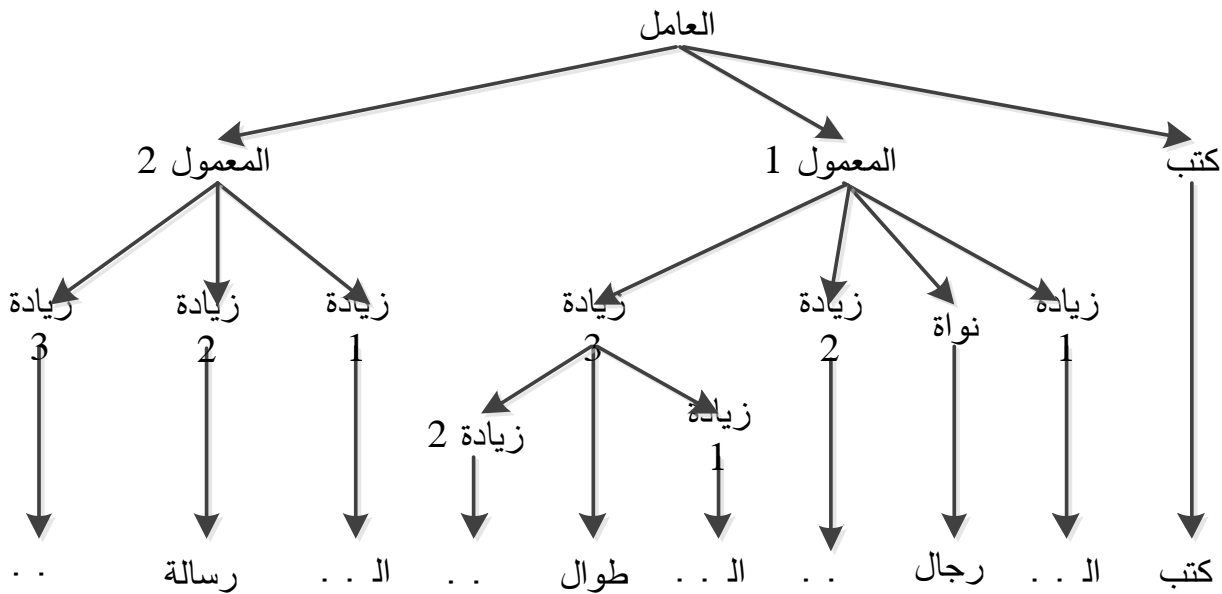 العامل
كتب
المعمول 1
المعمول 2
زيادة 1
نواة
زيادة 2
زيادة 3
زيادة 1
زيادة 2
زيادة 3
زيادة 1
زيادة 2
كتب
الـ . .
رجال
. .
الـ . .
طوال
. .
الـ . .
رسالة
. .